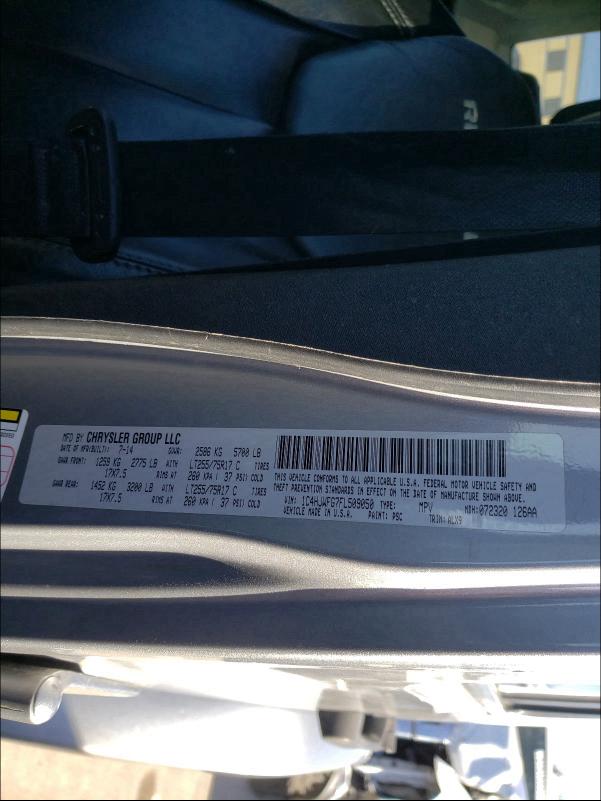 RU
MFD BY CHRYSLER GROUP LLC
DATE OF MFR(BUILT): 7-14 GVWR: 2586 KG 5700 LB
GAWR FRONT: 1259 KG 2775 LB WITH LT255/75R17 C TIRES
17X7.5 RIMS AT 260 KPA ( 37 PSI) COLD
GAWR REAR: 1452 KG 3200 LB WITH LT255/75R17 C TIRES
17X7.5 RIMS AT 260 KPA ( 37 PSI) COLD
THIS VEHICLE CONFORMS TO ALL APPLICABLE U.S.A. FEDERAL MOTOR VEHICLE SAFETY AND
THEFT PREVENTION STANDARDS IN EFFECT ON THE DATE OF MANUFACTURE SHOWN ABOVE.
VIN: 1C4HJWFG7FL509050 TYPE: MPV MDH: 072320 126AA
VEHICLE MADE IN U.S.A. PAINT: PSC TRIM: ALX9